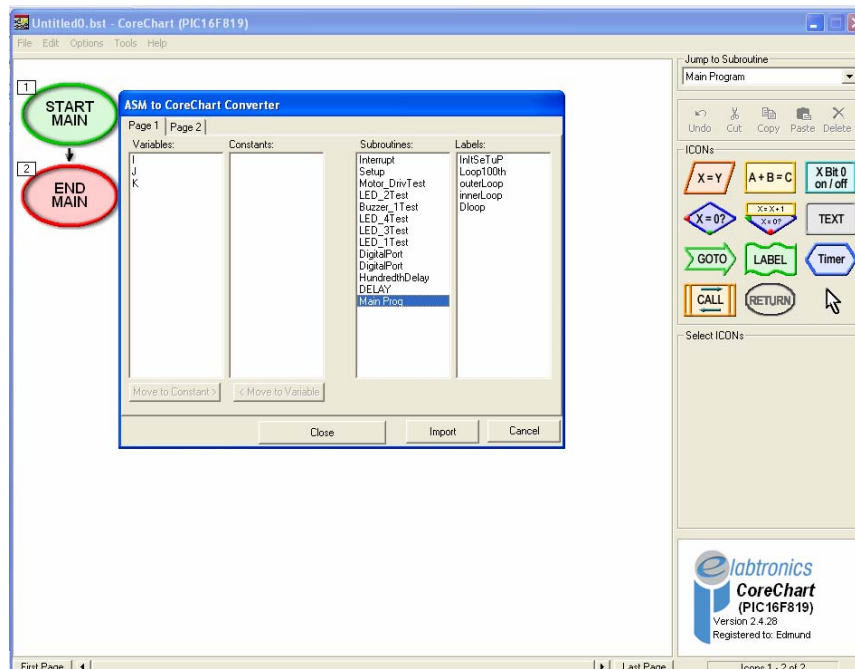 Untitled0.bst - CoreChart (PIC16F819)
File Edit Options Tools Help
1
START
MAIN
2
END
MAIN
ASM to CoreChart Converter
Page 1 Page 2
Variables:
I
J
K
Constants:
Subroutines:
Interrupt
Setup
Motor_DrivTest
LED_2Test
Buzzer_1Test
LED_4Test
LED_3Test
LED_1Test
DigitalPort
DigitalPort
HundredthDelay
DELAY
Main Prog
Labels:
InItSeTuP
Loop100th
outerLoop
innerLoop
Dloop
Move to Constant >
< Move to Variable
Close
Import
Cancel
Jump to Subroutine
Main Program
Undo Cut Copy Paste Delete
ICONs
X = Y
A + B = C
X Bit 0
on / off
X = 0?
X = X + 1
X = 0?
TEXT
GOTO
LABEL
Timer
CALL
RETURN
Select ICONs
elabtronics
CoreChart
(PIC16F819)
Version 2.4.28
Registered to: Edmund
First Page
Last Page
Icons 1 - 2 of 2